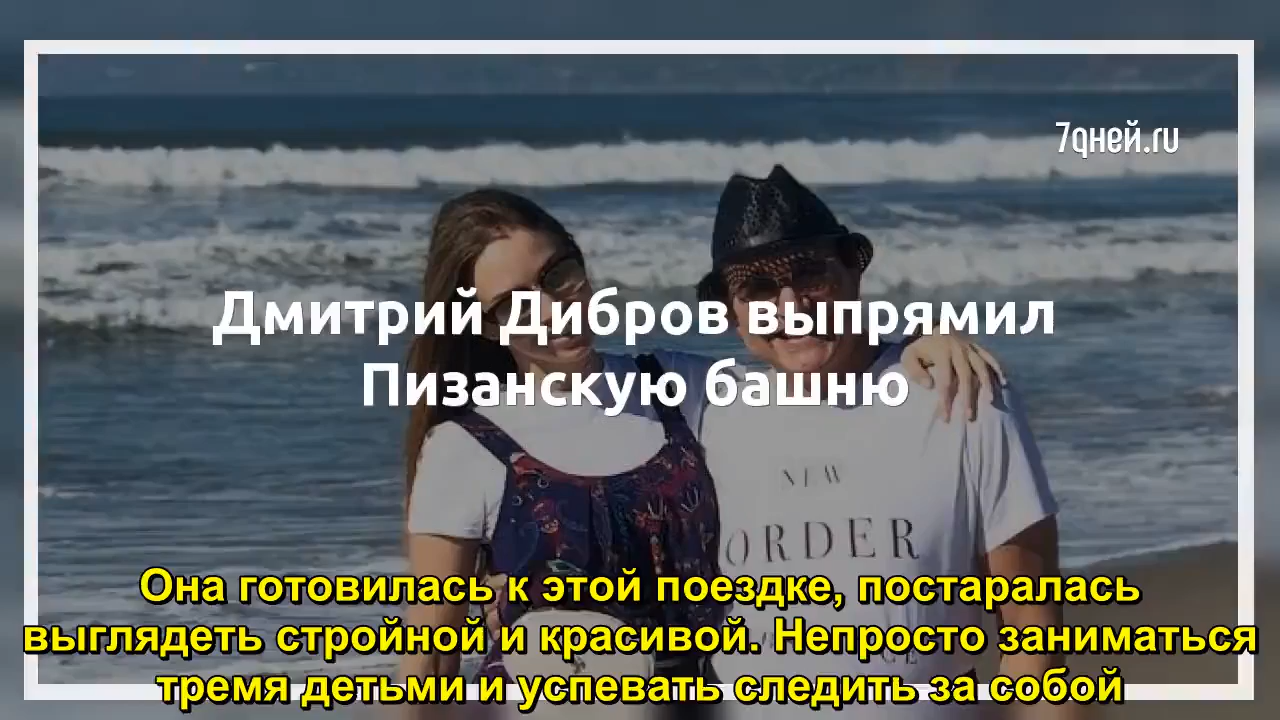 7дней.ru
Дмитрий Дибров выпрямил
Пизанскую башню
NEW
ORDER
Она готовилась к этой поездке, постаралась
выглядеть стройной и красивой. Непросто заниматься
тремя детьми и успевать следить за собой